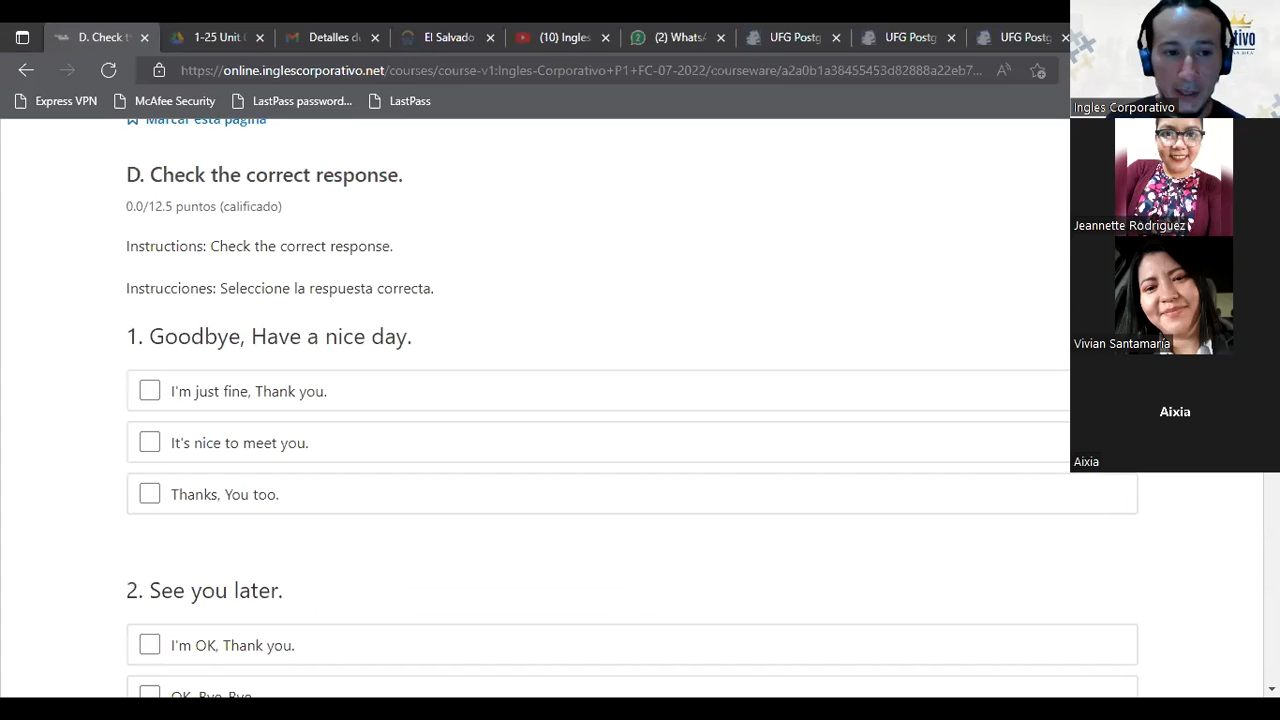 D. Check t
1-25 Unit (
Detalles d
El Salvado
(10) Ingles
(2) Whats/
UFG Postg
UFG Postg
UFG Postg
https://online.inglescorporativo.net/courses/course-v1:Ingles-Corporativo+P1+FC-07-2022/courseware/a2a0b1a38455453d82888a22eb7...
Express VPN
McAfee Security
LastPass password...
LastPass
Marcar esta página
D. Check the correct response.
0.0/12.5 puntos (calificado)
Instructions: Check the correct response.
Instrucciones: Seleccione la respuesta correcta.
1. Goodbye, Have a nice day.
I'm just fine, Thank you.
It's nice to meet you.
Thanks, You too.
2. See you later.
I'm OK, Thank you.
OK, Bye-Bye
Ingles Corporativo
Jeannette Rodriguez
Vivian Santamaría
Aixia
Aixia